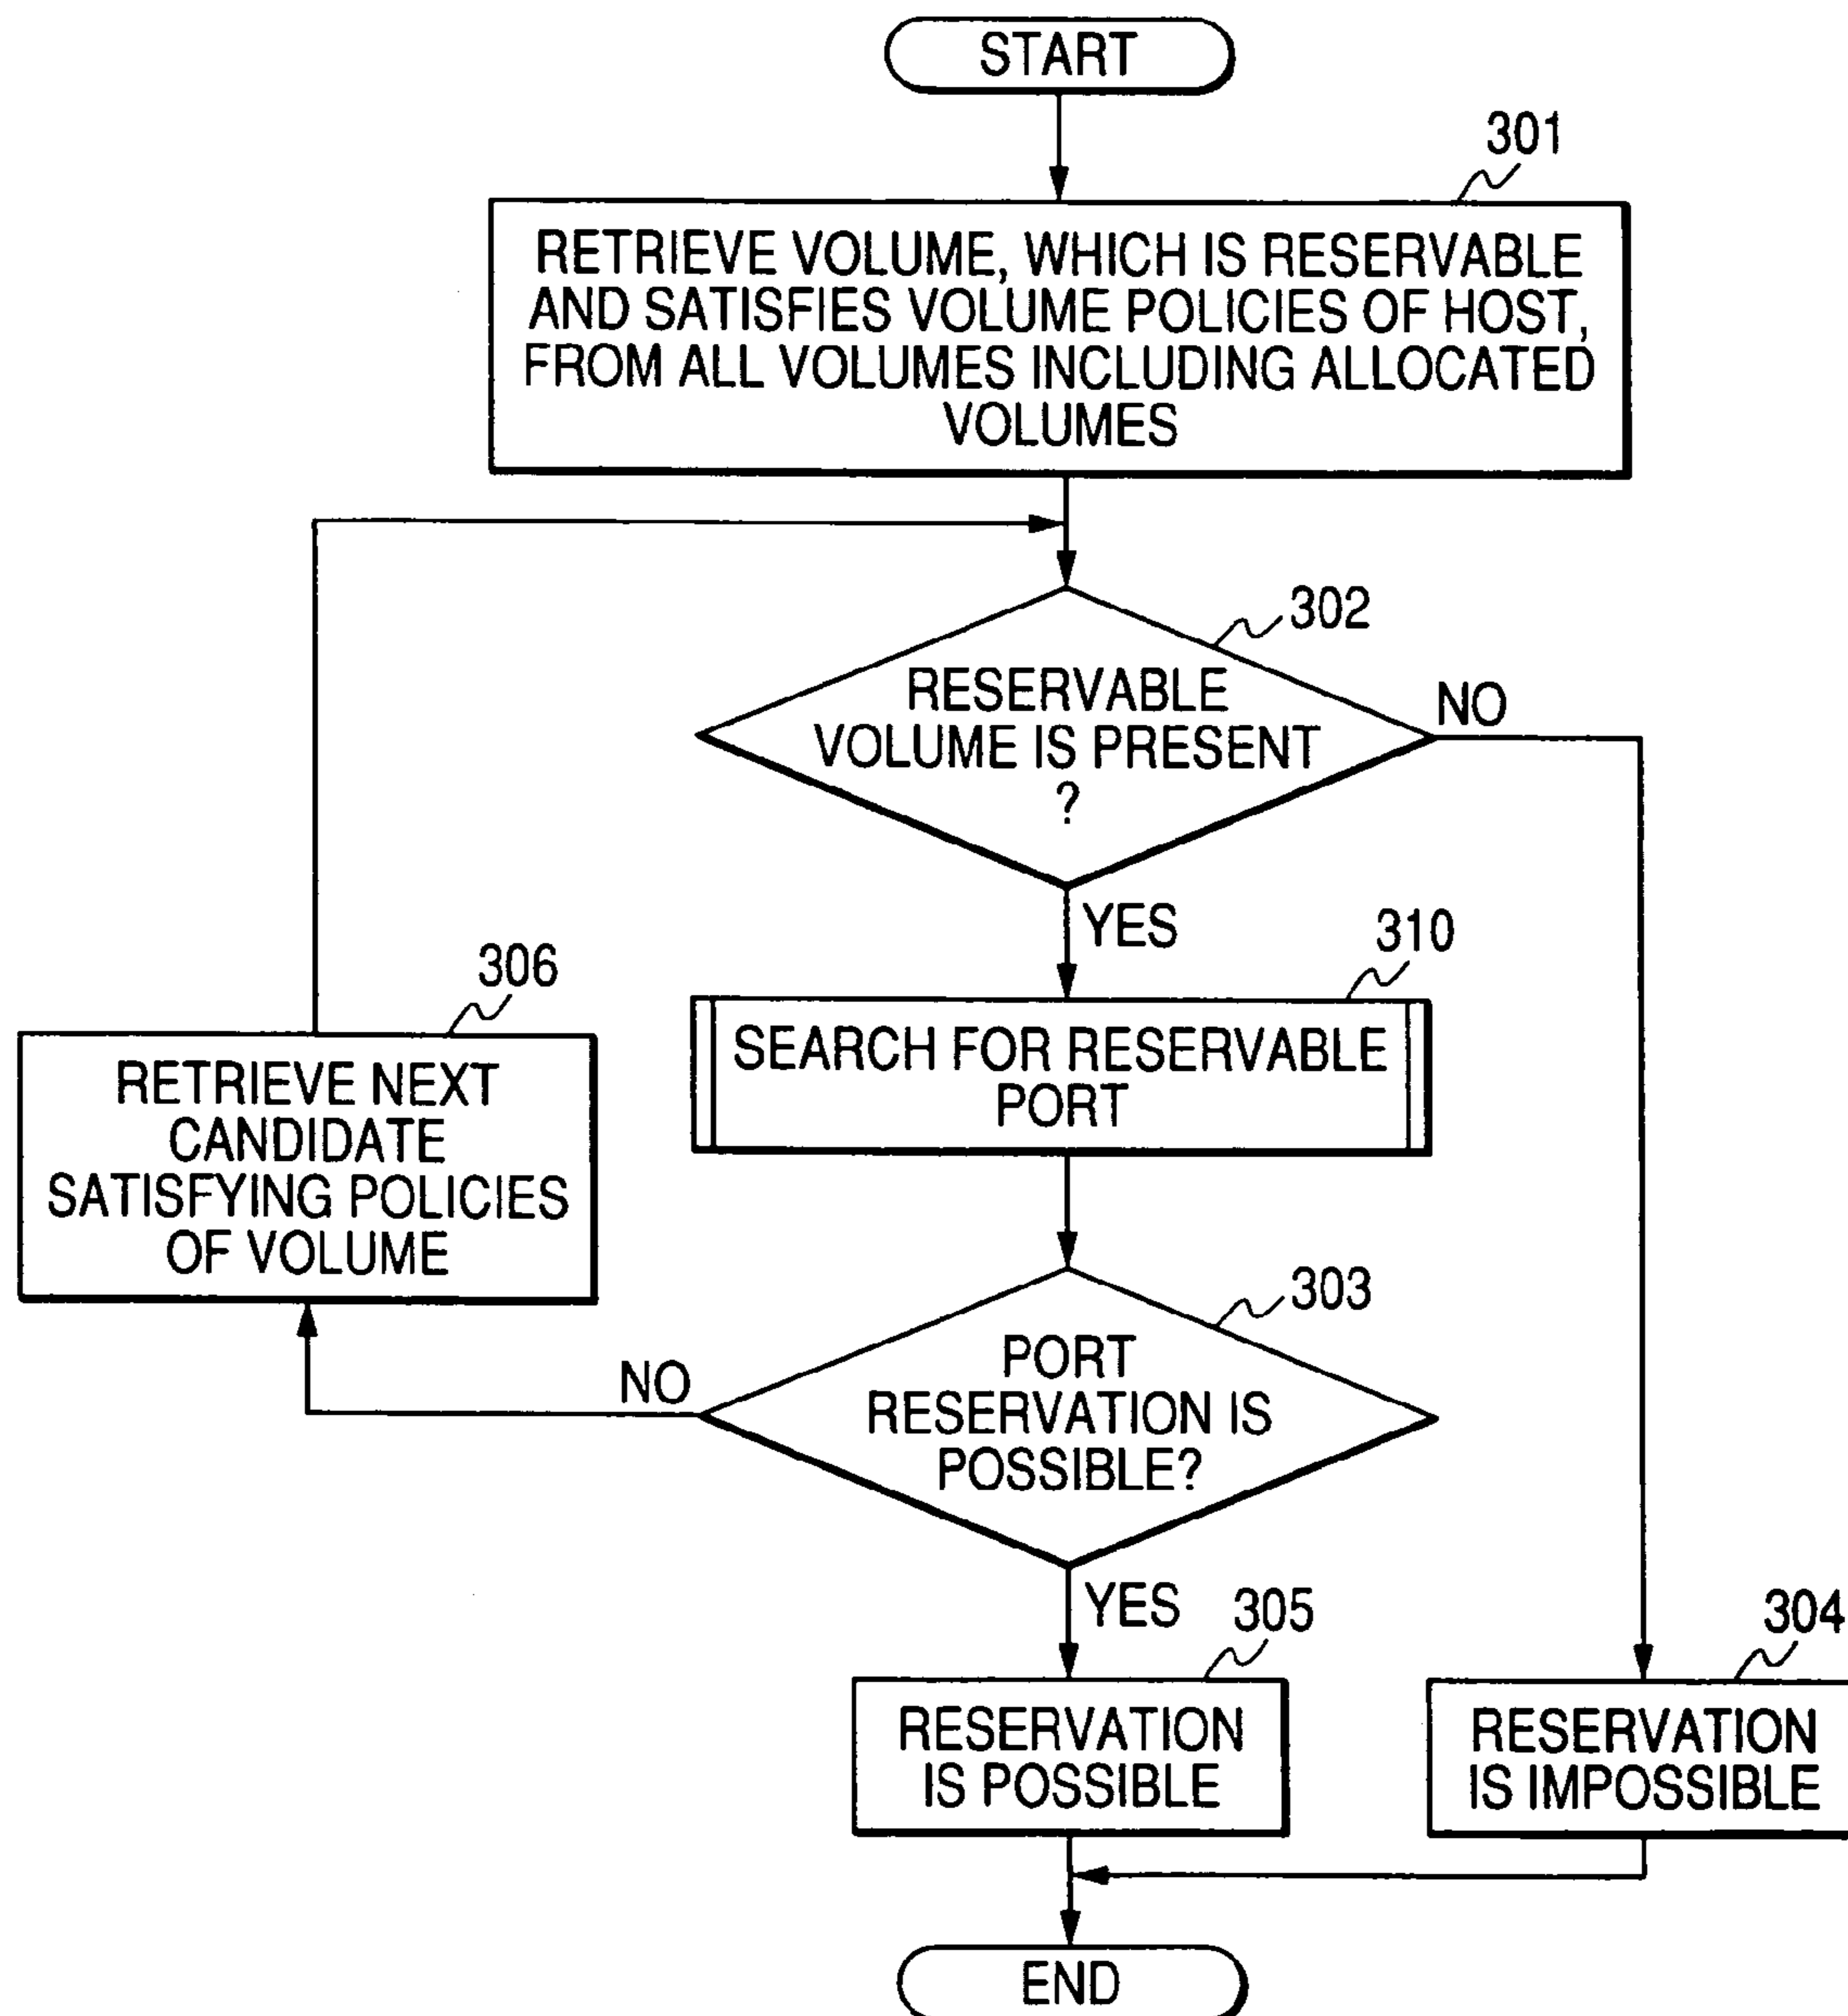 START
301
RETRIEVE VOLUME, WHICH IS RESERVABLE
AND SATISFIES VOLUME POLICIES OF HOST,
FROM ALL VOLUMES INCLUDING ALLOCATED
VOLUMES
302
RESERVABLE
VOLUME IS PRESENT
?
NO
YES
310
SEARCH FOR RESERVABLE
PORT
306
RETRIEVE NEXT
CANDIDATE
SATISFYING POLICIES
OF VOLUME
303
PORT
RESERVATION IS
POSSIBLE?
NO
YES
305
RESERVATION
IS POSSIBLE
304
RESERVATION
IS IMPOSSIBLE
END